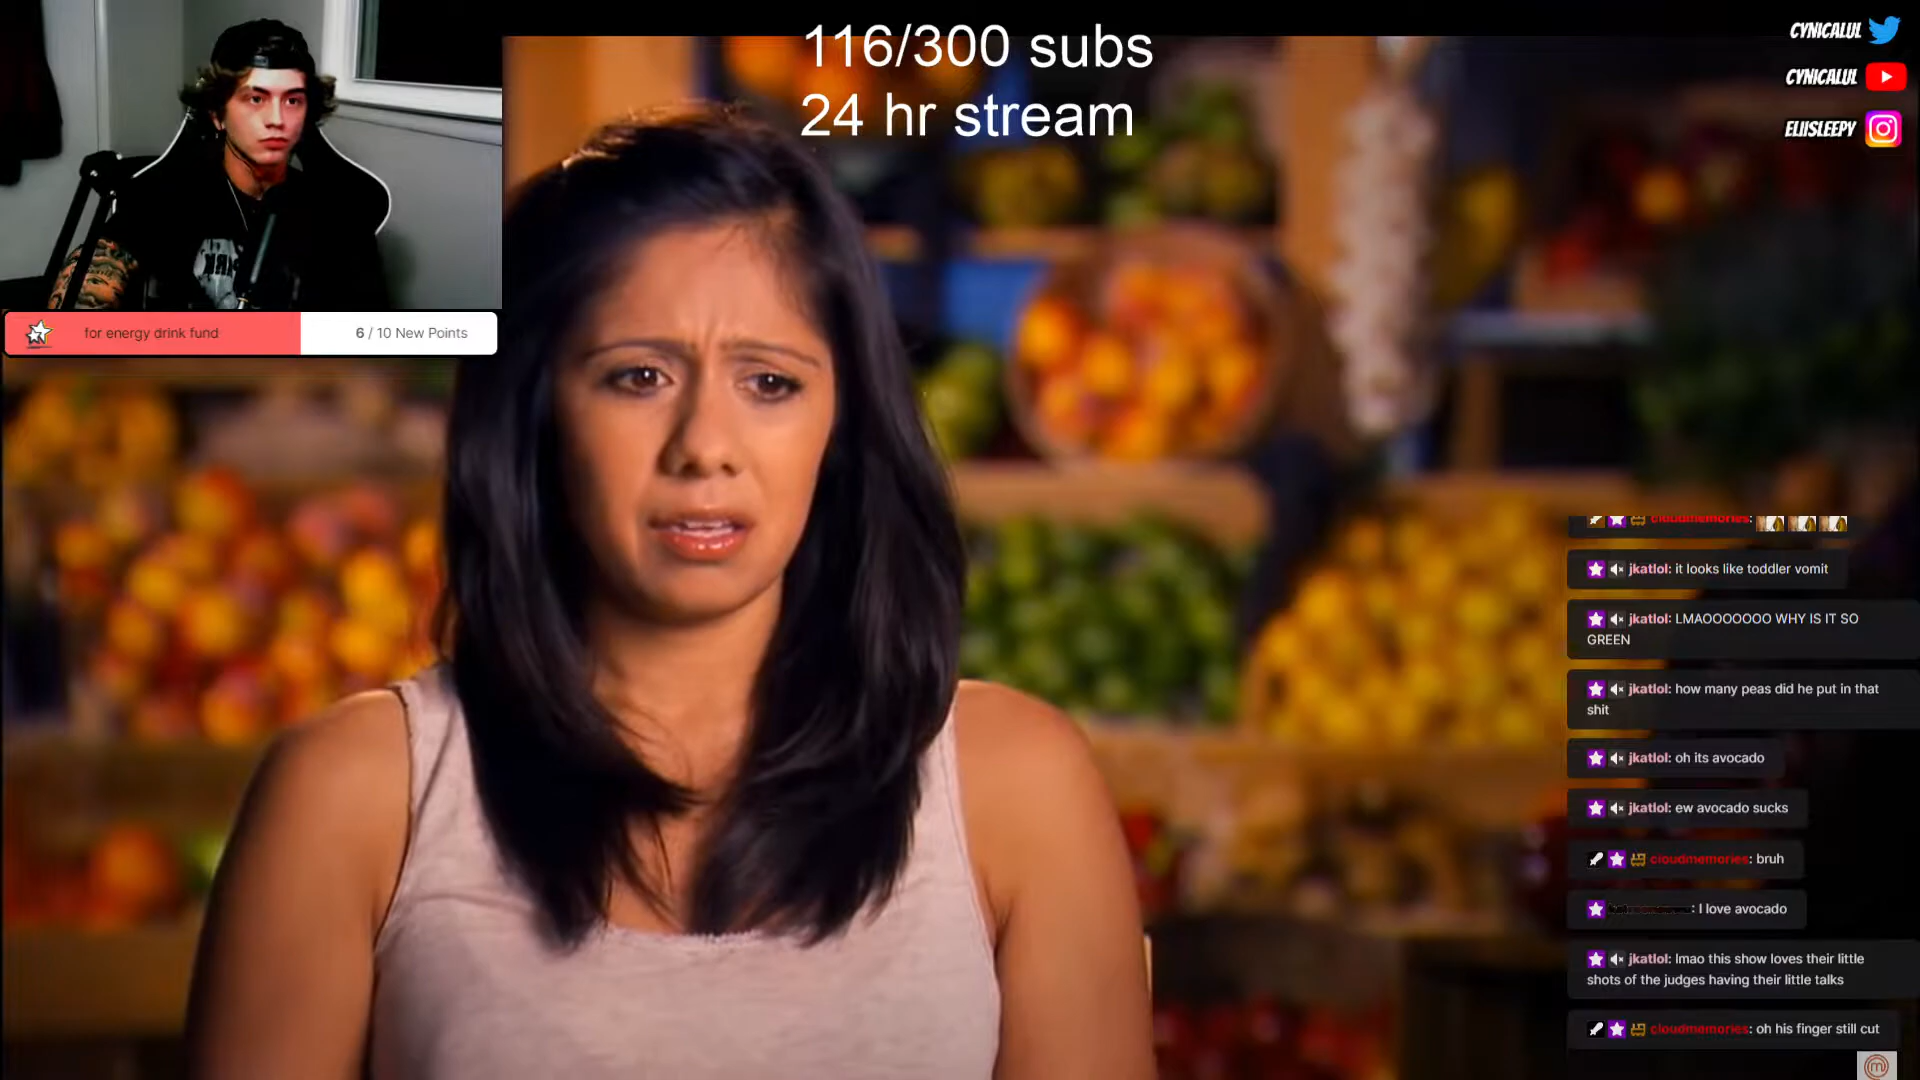 116/300 subs
24 hr stream
CYNICALUL
CYNICALUL
ELIISLEEPY
for energy drink fund
6 / 10 New Points
cloudmemories:
jkatlol: it looks like toddler vomit
jkatlol: LMAOOOOOOO WHY IS IT SO
GREEN
jkatlol: how many peas did he put in that
shit
jkatlol: oh its avocado
jkatlol: ew avocado sucks
cloudmemories: bruh
: I love avocado
jkatlol: lmao this show loves their little
shots of the judges having their little talks
cloudmemories: oh his finger still cut